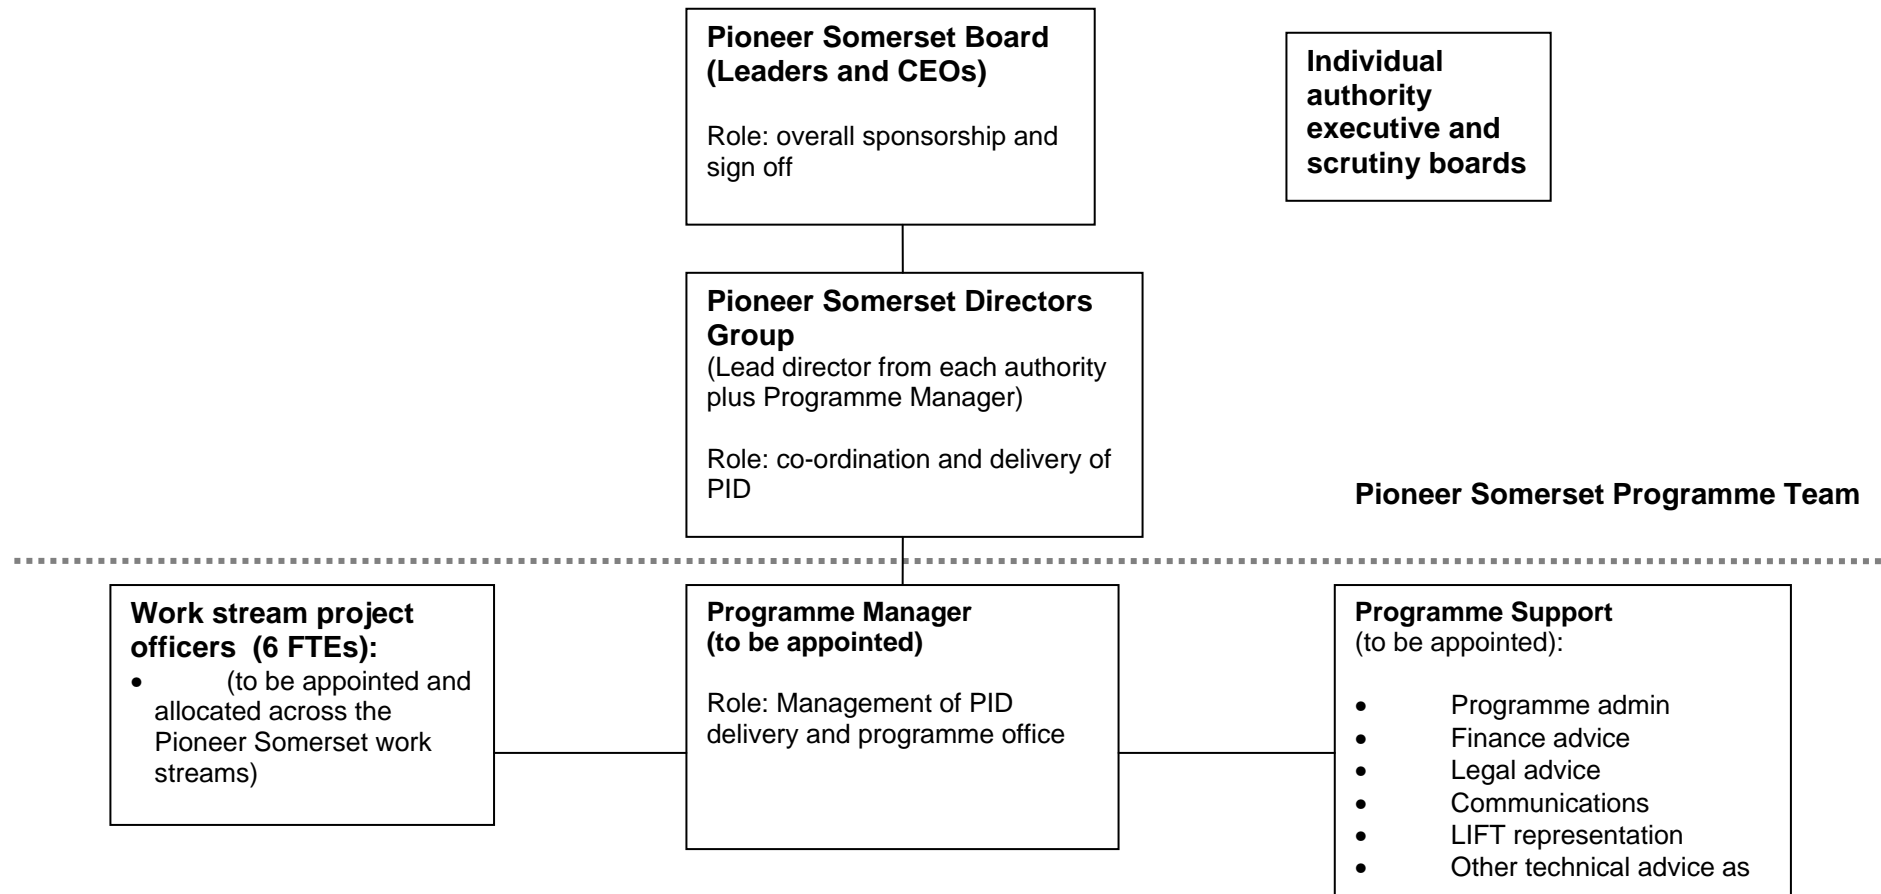 Pioneer Somerset Board
(Leaders and CEOs)
Role: overall sponsorship and
sign off
Individual
authority
executive and
scrutiny boards
Pioneer Somerset Directors
Group
(Lead director from each authority
plus Programme Manager)
Role: co-ordination and delivery of
PID
Pioneer Somerset Programme Team
Work stream project
officers (6 FTEs):
• (to be appointed and
allocated across the
Pioneer Somerset work
streams)
Programme Manager
(to be appointed)
Role: Management of PID
delivery and programme office
Programme Support
(to be appointed):
• Programme admin
• Finance advice
• Legal advice
• Communications
• LIFT representation
• Other technical advice as